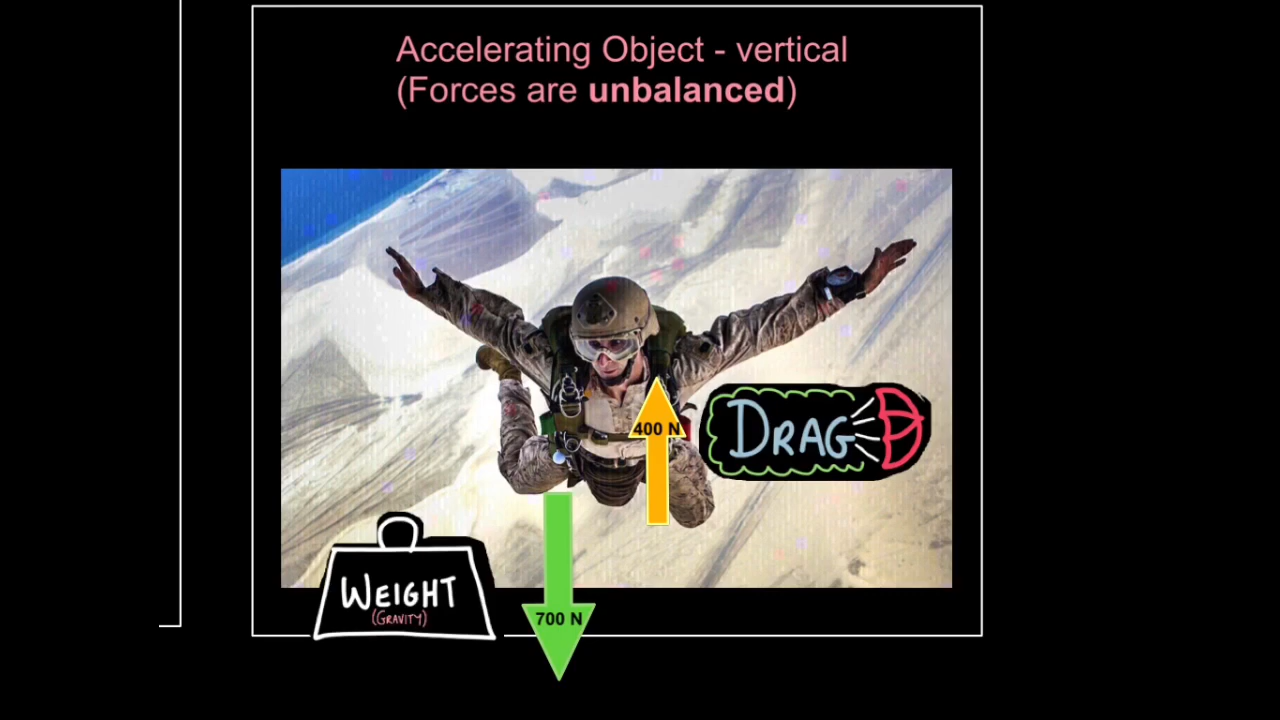 Accelerating Object - vertical
(Forces are unbalanced)
400 N
DRAG
WEIGHT
(GRAVITY)
700 N